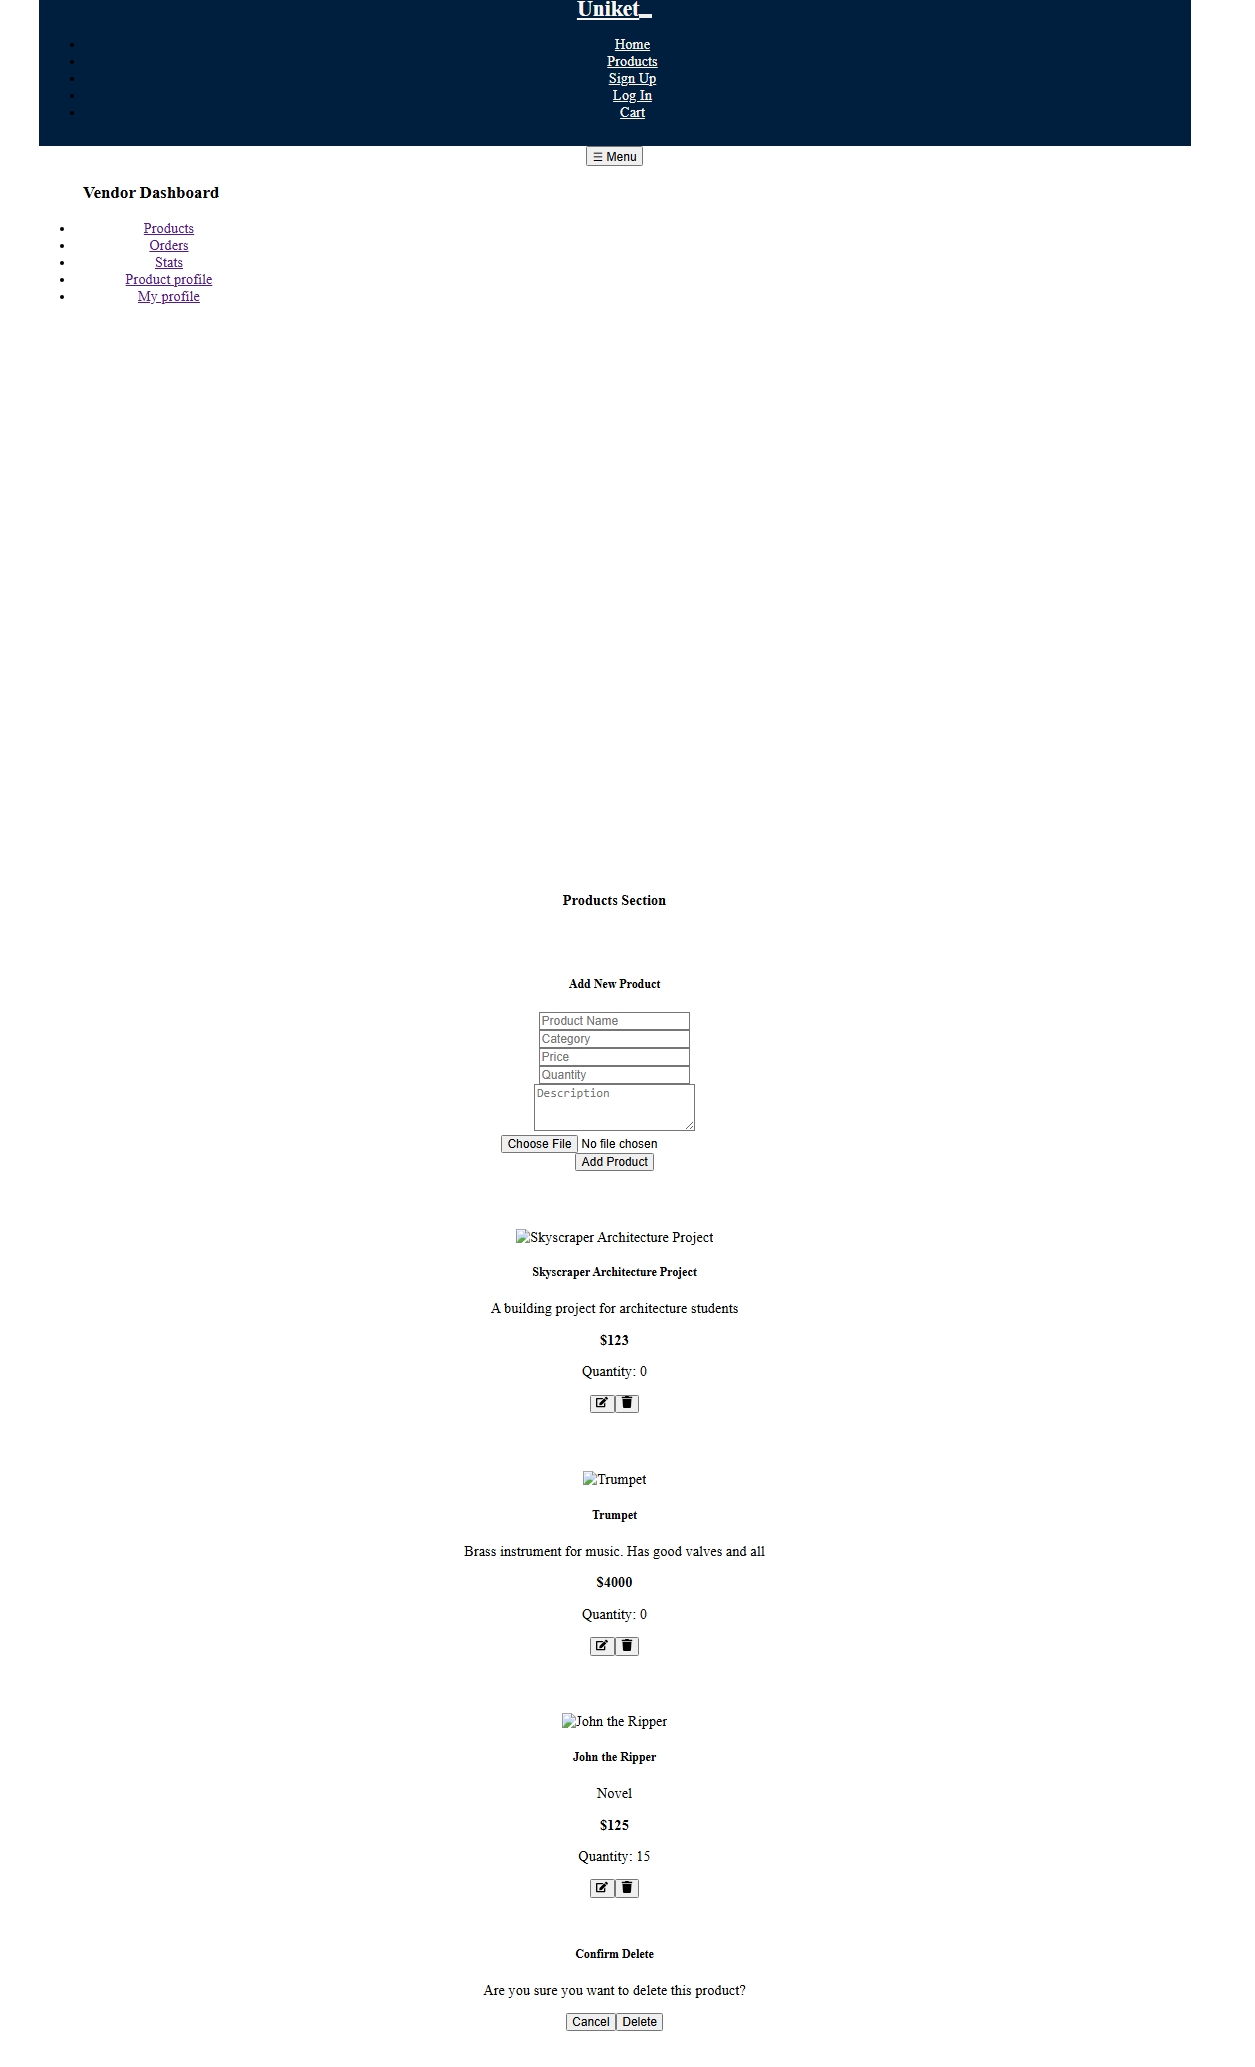 Uniket_
Home
Products
Sign Up
Log In
Cart
☰ Menu
Vendor Dashboard
Products
Orders
Stats
Product profile
My profile
Products Section
Add New Product
Product Name
Category
Price
Quantity
Description
Choose File No file chosen
Add Product
Skyscraper Architecture Project
Skyscraper Architecture Project
A building project for architecture students
$123
Quantity: 0
Trumpet
Trumpet
Brass instrument for music. Has good valves and all
$4000
Quantity: 0
John the Ripper
John the Ripper
Novel
$125
Quantity: 15
Confirm Delete
Are you sure you want to delete this product?
Cancel Delete